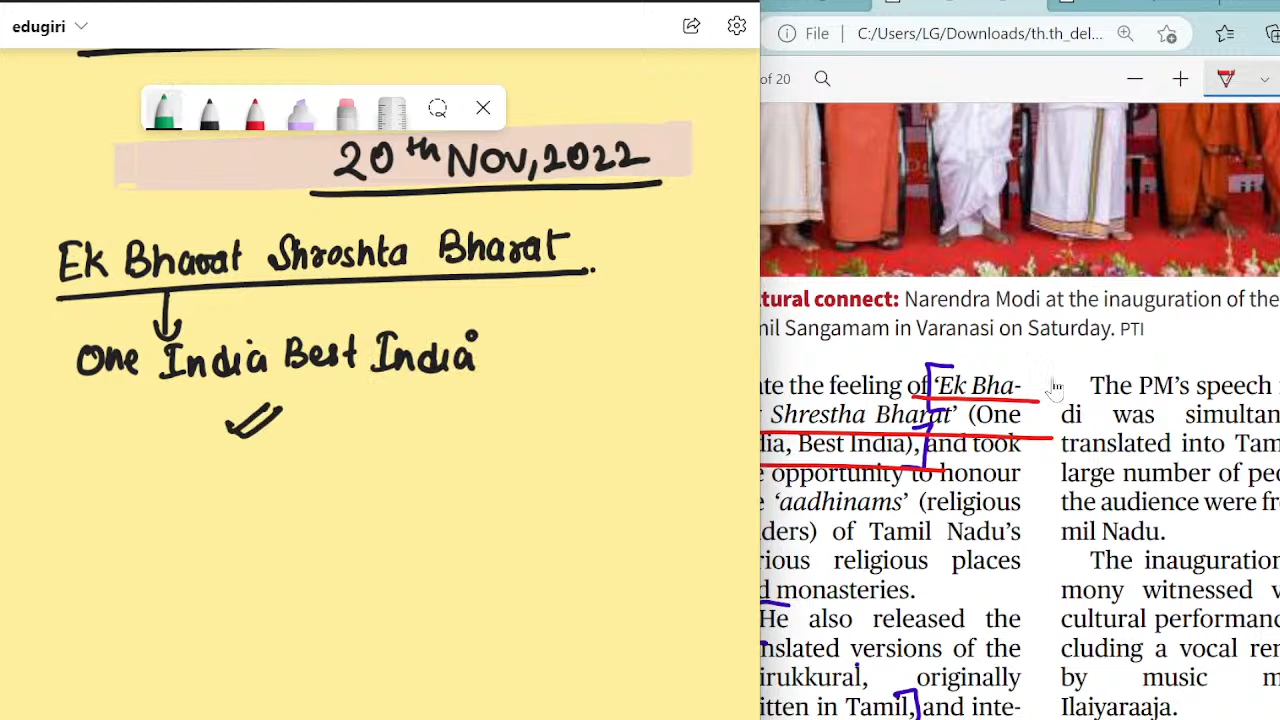 edugiri
20th Nov, 2022
Ek Bharat Shroshta Bharat.
One India Best India
File
C:/Users/LG/Downloads/th.th_del...
of 20
tural connect: Narendra Modi at the inauguration of the
nil Sangamam in Varanasi on Saturday. PTI
ate the feeling of 'Ek Bha-
Shrestha Bharat' (One
dia, Best India), and took
e opportunity to honour
e 'aadhinams' (religious
ders) of Tamil Nadu's
rious religious places
d monasteries.
He also released the
nslated versions of the
irukkural, originally
itten in Tamil, and inte-
The PM's speech
di was simultan
translated into Tam
large number of peo
the audience were fr
mil Nadu.
The inauguration
mony witnessed v
cultural performanc
cluding a vocal ren
by music m
Ilaiyaraaja.